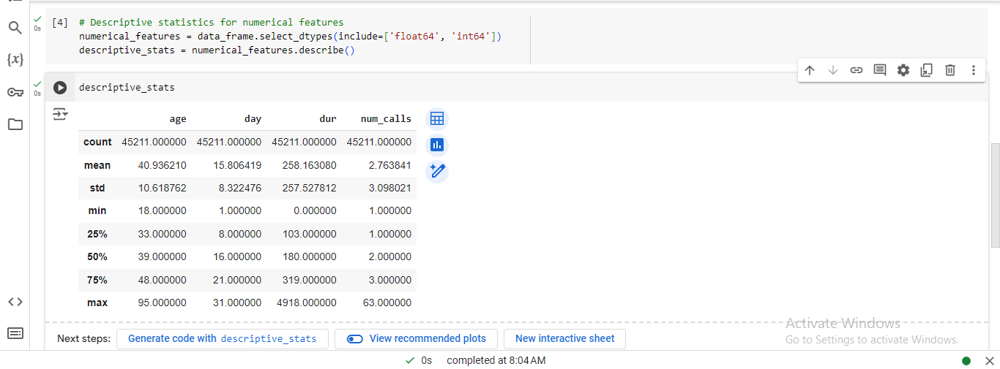 [4] # Descriptive statistics for numerical features
numerical_features = data_frame.select_dtypes(include=['float64', 'int64'])
descriptive_stats = numerical_features.describe()
0s
{x}
0s
descriptive_stats
age day dur num_calls
count 45211.000000 45211.000000 45211.000000 45211.000000
mean 40.936210 15.806419 258.163080 2.763841
std 10.618762 8.322476 257.527812 3.098021
min 18.000000 1.000000 0.000000 1.000000
25% 33.000000 8.000000 103.000000 1.000000
50% 39.000000 16.000000 180.000000 2.000000
75% 48.000000 21.000000 319.000000 3.000000
max 95.000000 31.000000 4918.000000 63.000000
Activate Windows
Go to Settings to activate Windows.
Next steps: Generate code with descriptive_stats View recommended plots New interactive sheet
0s completed at 8:04 AM